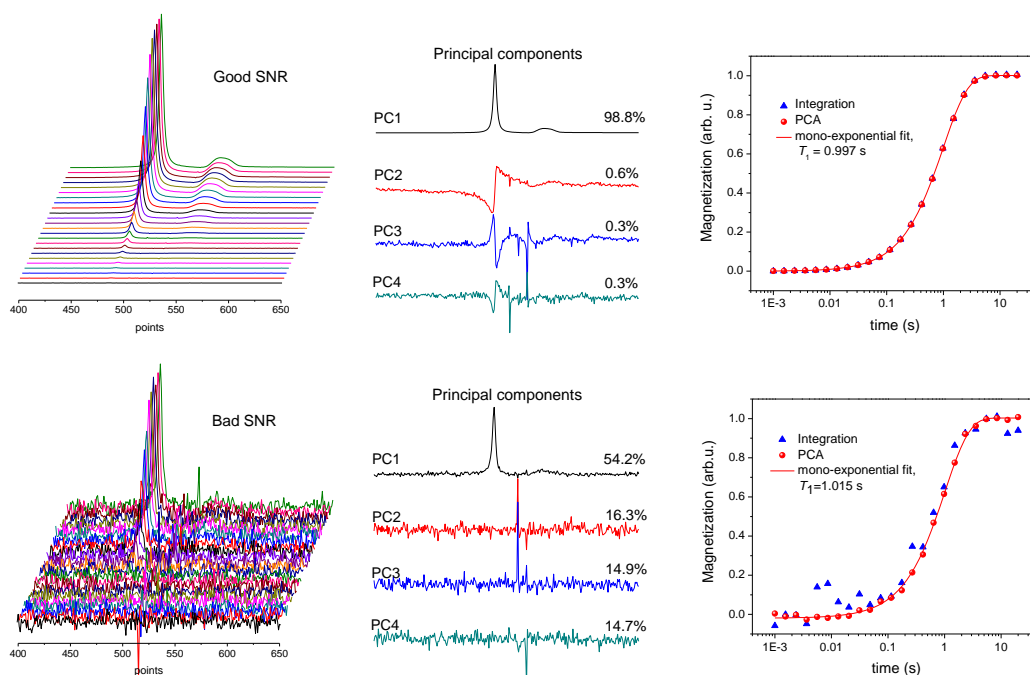 Good SNR
400 450 500 550 600 650
points
Principal components
PC1 98.8%
PC2 0.6%
PC3 0.3%
PC4 0.3%
Magnetization (arb. u.)
1.0
0.8
0.6
0.4
0.2
0.0
Integration
PCA
mono-exponential fit,
T1 = 0.997 s
1E-3 0.01 0.1 1 10
time (s)
Bad SNR
400 450 500 550 600 650
points
Principal components
PC1 54.2%
PC2 16.3%
PC3 14.9%
PC4 14.7%
Magnetization (arb.u.)
1.0
0.8
0.6
0.4
0.2
0.0
Integration
PCA
mono-exponential fit,
T1=1.015 s
1E-3 0.01 0.1 1 10
time (s)